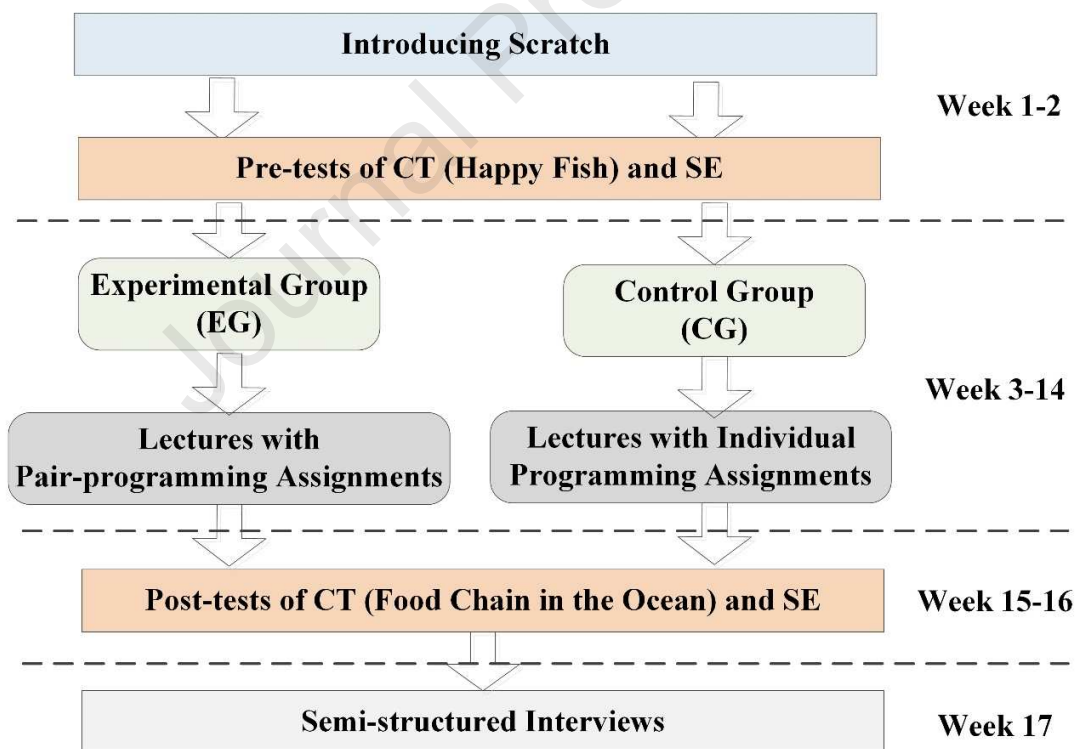 Introducing Scratch
Week 1-2
Pre-tests of CT (Happy Fish) and SE
Experimental Group
(EG)
Control Group
(CG)
Week 3-14
Lectures with
Pair-programming Assignments
Lectures with Individual
Programming Assignments
Post-tests of CT (Food Chain in the Ocean) and SE
Week 15-16
Semi-structured Interviews
Week 17
Journal Pr